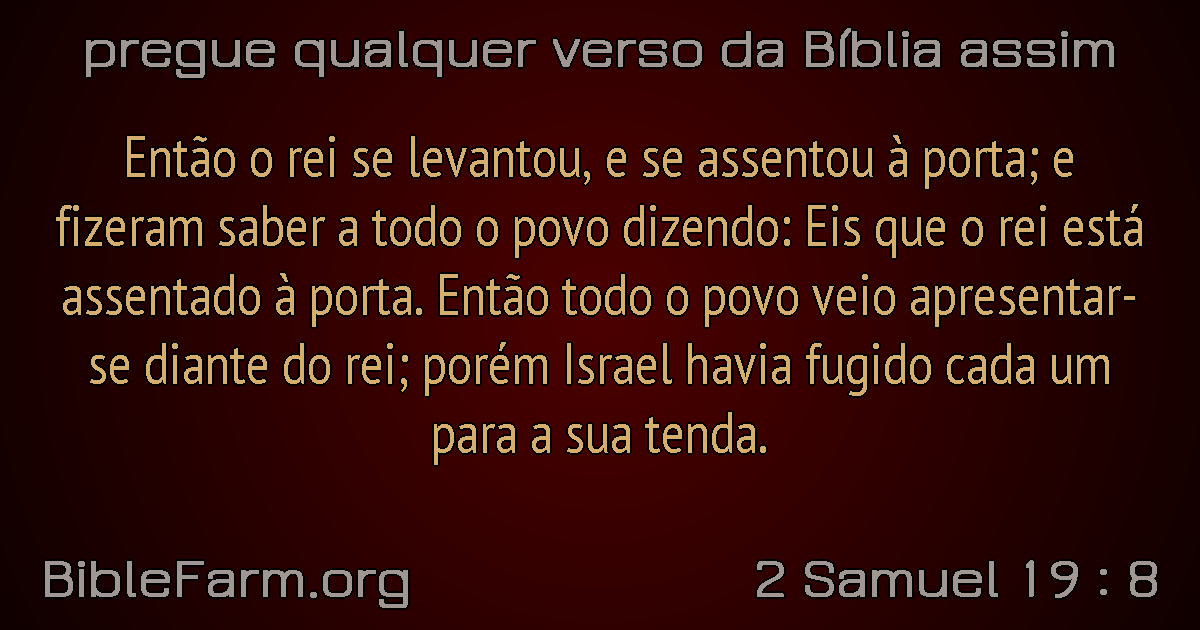 pregue qualquer verso da Bíblia assim
Então o rei se levantou, e se assentou à porta; e
fizeram saber a todo o povo dizendo: Eis que o rei está
assentado à porta. Então todo o povo veio apresentar-
se diante do rei; porém Israel havia fugido cada um
para a sua tenda.
BibleFarm.org
2 Samuel 19 : 8